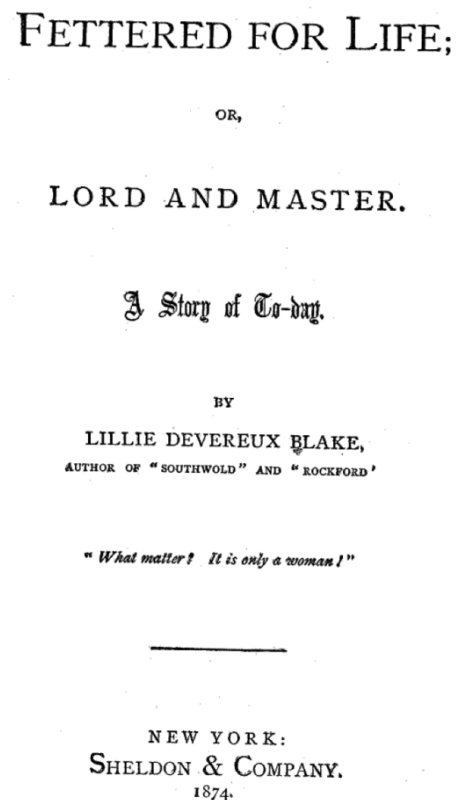 FETTERED FOR LIFE;
OR,
LORD AND MASTER.
A Story of To-day.
BY
LILLIE DEVEREUX BLAKE,
AUTHOR OF "SOUTHWOLD" AND "ROCKFORD'
"What matter? It is only a woman!"
NEW YORK:
SHELDON & COMPANY.
1874.